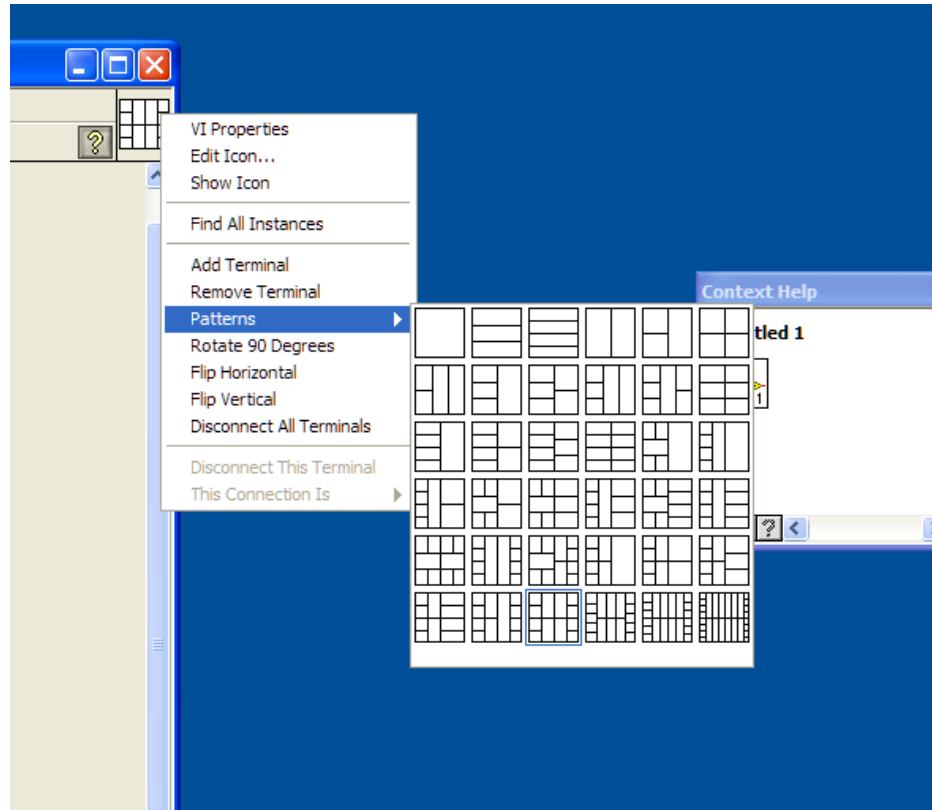 VI Properties
Edit Icon...
Show Icon
Find All Instances
Add Terminal
Remove Terminal
Patterns
Rotate 90 Degrees
Flip Horizontal
Flip Vertical
Disconnect All Terminals
Disconnect This Terminal
This Connection Is
Context Help
tled 1
1
?
?